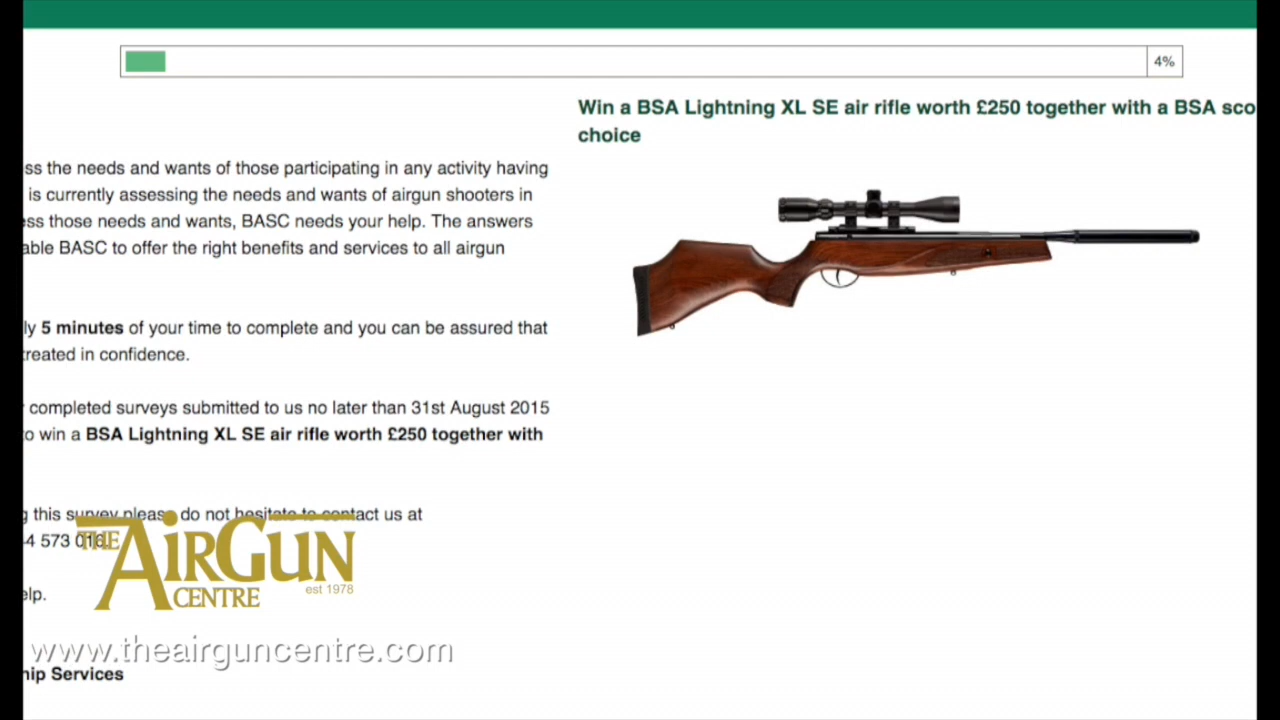 4%
Win a BSA Lightning XL SE air rifle worth £250 together with a BSA sco
choice
ss the needs and wants of those participating in any activity having
is currently assessing the needs and wants of airgun shooters in
ess those needs and wants, BASC needs your help. The answers
able BASC to offer the right benefits and services to all airgun
ly 5 minutes of your time to complete and you can be assured that
treated in confidence.
completed surveys submitted to us no later than 31st August 2015
to win a BSA Lightning XL SE air rifle worth £250 together with
g this survey please do not hesitate to contact us at
4 573 016.
elp.
THE AIRGUN
CENTRE est 1978
www.theairguncentre.com
hip Services